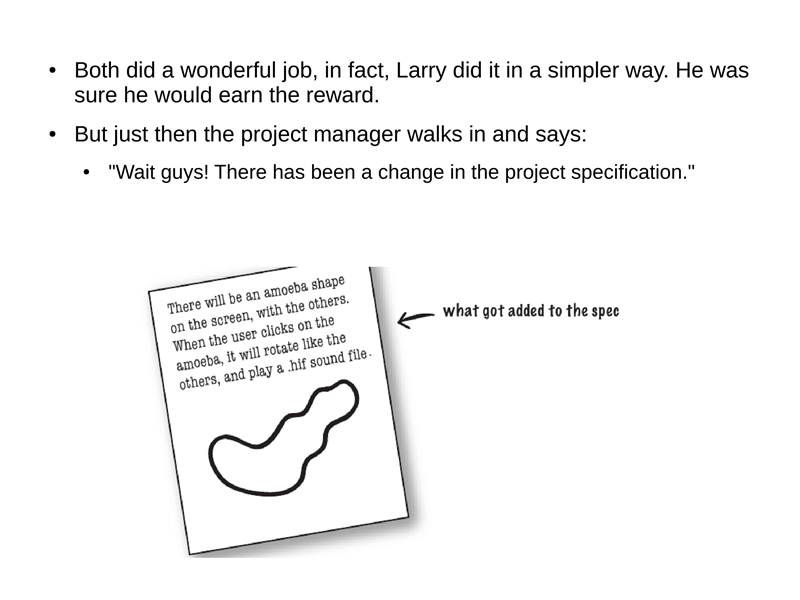 • Both did a wonderful job, in fact, Larry did it in a simpler way. He was
sure he would earn the reward.
• But just then the project manager walks in and says:
• "Wait guys! There has been a change in the project specification."
There will be an amoeba shape
on the screen, with the others.
When the user clicks on the
amoeba, it will rotate like the
others, and play a .hif sound file.
what got added to the spec